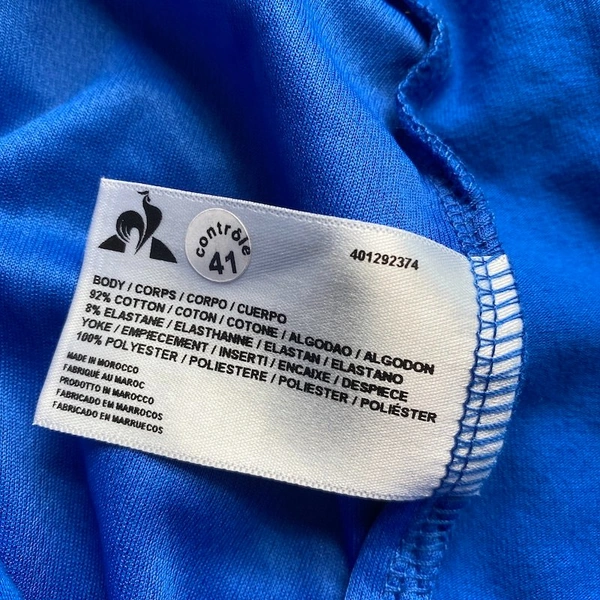 contrôle
41
401292374
BODY / CORPS / CORPO / CUERPO
92% COTTON / COTON / COTONE / ALGODAO / ALGODON
8% ELASTANE / ELASTHANNE / ELASTAN / ELASTANO
YOKE / EMPIECEMENT / INSERTI / ENCAIXE / DESPIECE
100% POLYESTER / POLIESTERE / POLIESTER / POLIÉSTER
MADE IN MOROCCO
FABRIQUÉ AU MAROC
PRODOTTO IN MAROCCO
FABRICADO EM MARROCOS
FABRICADO EN MARRUECOS